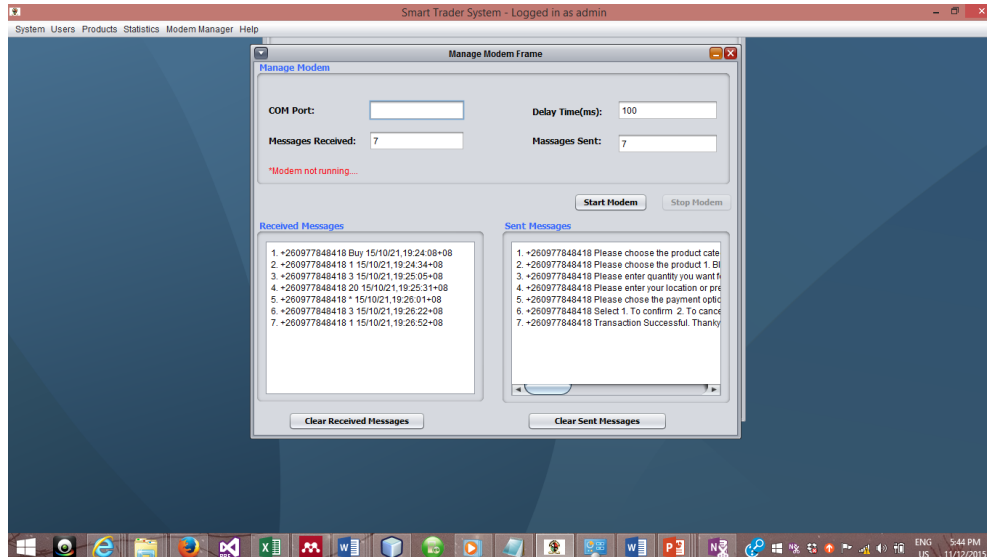 Smart Trader System - Logged in as admin
System Users Products Statistics Modem Manager Help
Manage Modem Frame
Manage Modem
COM Port:
Delay Time(ms): 100
Messages Received: 7
Massages Sent: 7
*Modem not running....
Start Modem Stop Modem
Received Messages
1. +260977848418 Buy 15/10/21,19:24:08+08
2. +260977848418 1 15/10/21,19:24:34+08
3. +260977848418 3 15/10/21,19:25:05+08
4. +260977848418 20 15/10/21,19:25:31+08
5. +260977848418 * 15/10/21,19:26:01+08
6. +260977848418 3 15/10/21,19:26:22+08
7. +260977848418 1 15/10/21,19:26:52+08
Sent Messages
1. +260977848418 Please choose the product cate
2. +260977848418 Please choose the product 1. Bl
3. +260977848418 Please enter quantity you want f
4. +260977848418 Please enter your location or pre
5. +260977848418 Please chose the payment optic
6. +260977848418 Select 1. To confirm 2. To cance
7. +260977848418 Transaction Successful. Thanky
Clear Received Messages
Clear Sent Messages
ENG 5:44 PM
US 11/12/2015